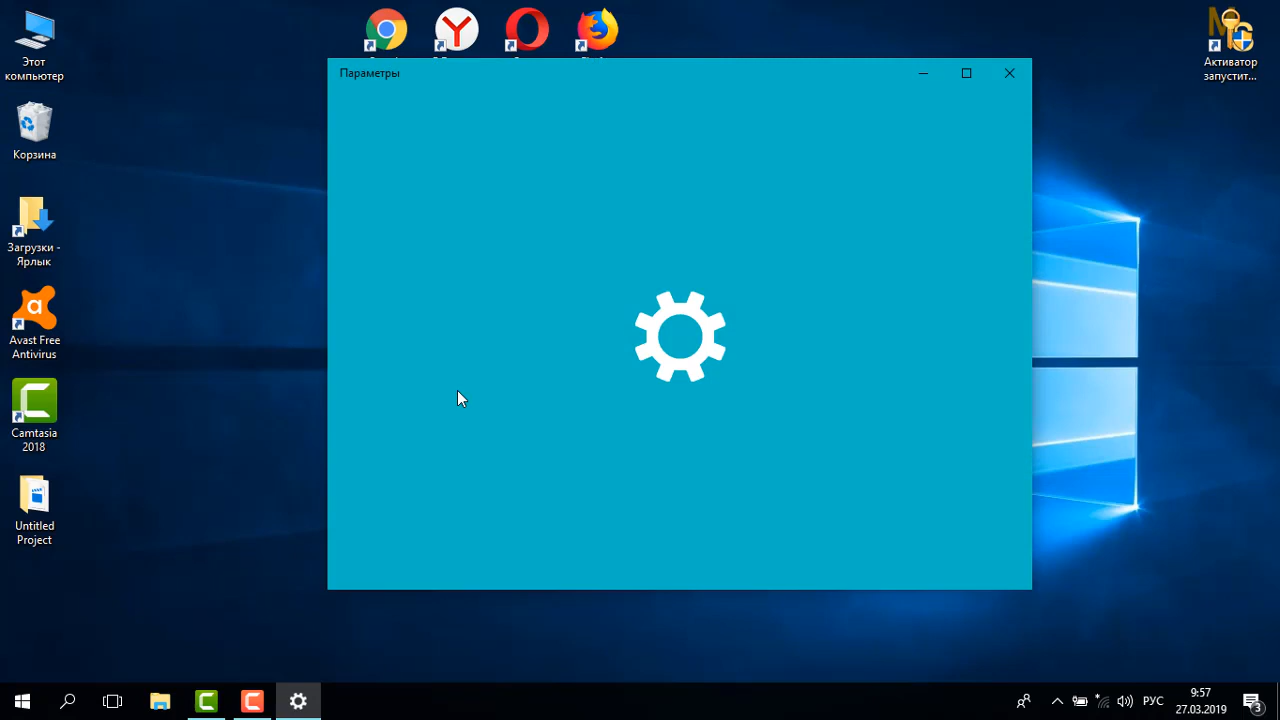 Этот
компьютер
Корзина
Загрузки -
Ярлык
Avast Free
Antivirus
Camtasia
2018
Untitled
Project
Параметры
Активатор
запустит...
РУС
9:57
27.03.2019
3